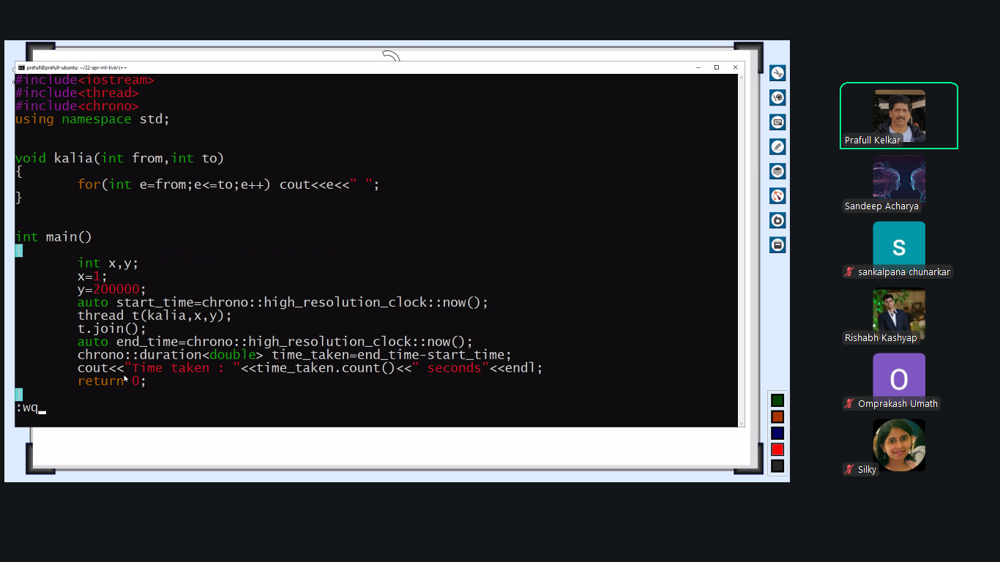 prafull@prafull-ubuntu: ~/22-apr-ml-live/c++
#include<iostream>
#include<thread>
#include<chrono>
using namespace std;
void kalia(int from,int to)
{
for(int e=from;e<=to;e++) cout<<e<<" ";
}
int main()
{
int x,y;
x=1;
y=200000;
auto start_time=chrono::high_resolution_clock::now();
thread t(kalia,x,y);
t.join();
auto end_time=chrono::high_resolution_clock::now();
chrono::duration<double> time_taken=end_time-start_time;
cout<<"Time taken : "<<time_taken.count()<<" seconds"<<endl;
return 0;
}
:wq
Prafull Kelkar
Sandeep Acharya
s
sankalpana chunarkar
Rishabh Kashyap
O
Omprakash Umath
Silky